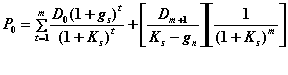 P_0 = \sum_{t=1}^{m} \frac{D_0(1+g_s)^t}{(1+K_s)^t} + \left[\frac{D_{m+1}}{K_s-g_n}\right]\left[\frac{1}{(1+K_s)^m}\right]